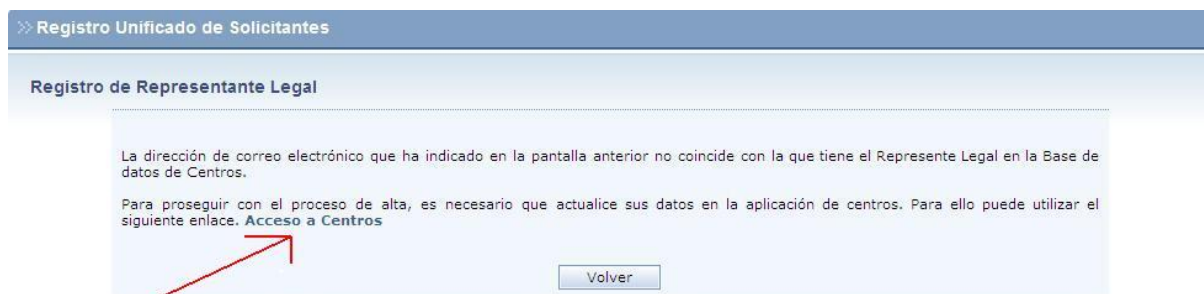 >> Registro Unificado de Solicitantes
Registro de Representante Legal
La dirección de correo electrónico que ha indicado en la pantalla anterior no coincide con la que tiene el Represente Legal en la Base de
datos de Centros.
Para proseguir con el proceso de alta, es necesario que actualice sus datos en la aplicación de centros. Para ello puede utilizar el
siguiente enlace. Acceso a Centros
Volver